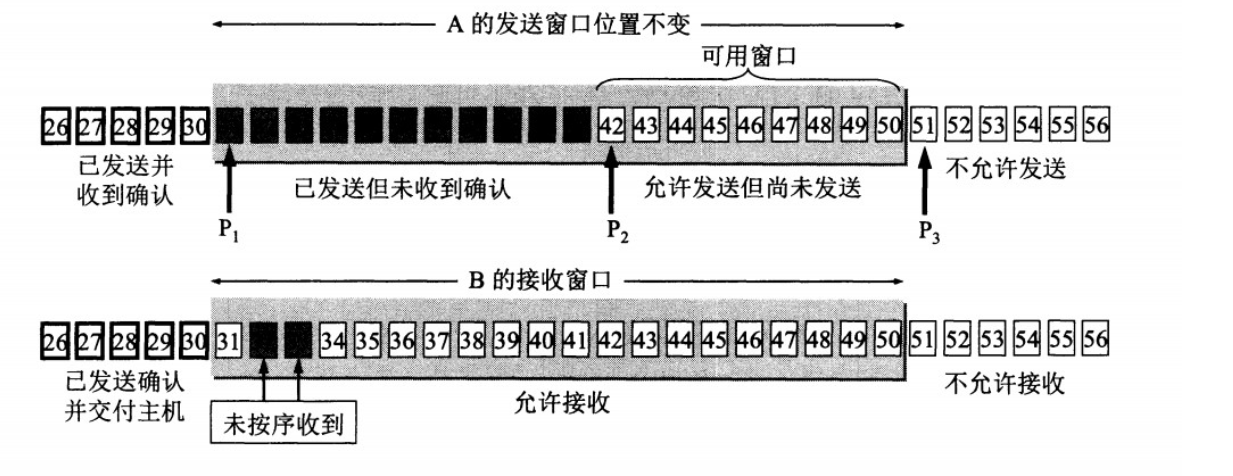 A 的发送窗口位置不变
可用窗口
26 27 28 29 30 42 43 44 45 46 47 48 49 50 51 52 53 54 55 56
已发送并
收到确认
已发送但未收到确认
允许发送但尚未发送
不允许发送
P₁
P₂
P₃
B 的接收窗口
26 27 28 29 30 31 34 35 36 37 38 39 40 41 42 43 44 45 46 47 48 49 50 51 52 53 54 55 56
已发送确认
并交付主机
未按序收到
允许接收
不允许接收